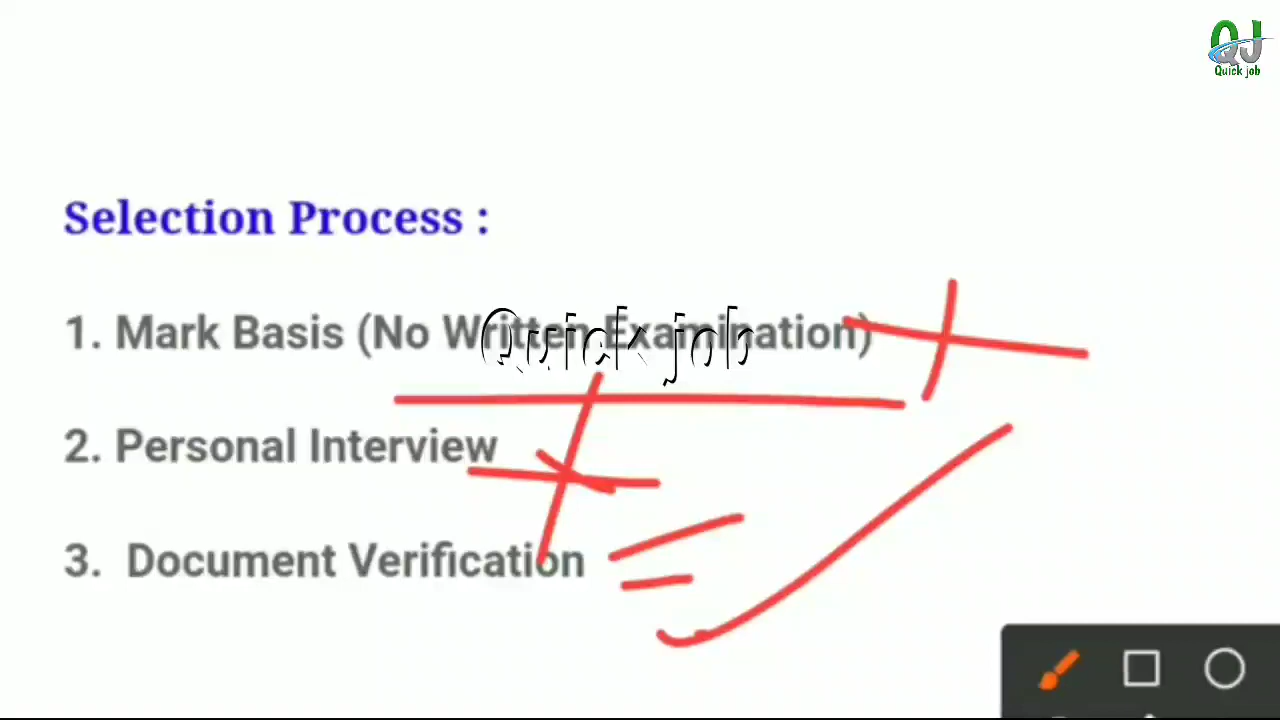 QJ
Quick job
Selection Process :
1. Mark Basis (No Written Examination)
Quick job
2. Personal Interview
3. Document Verification